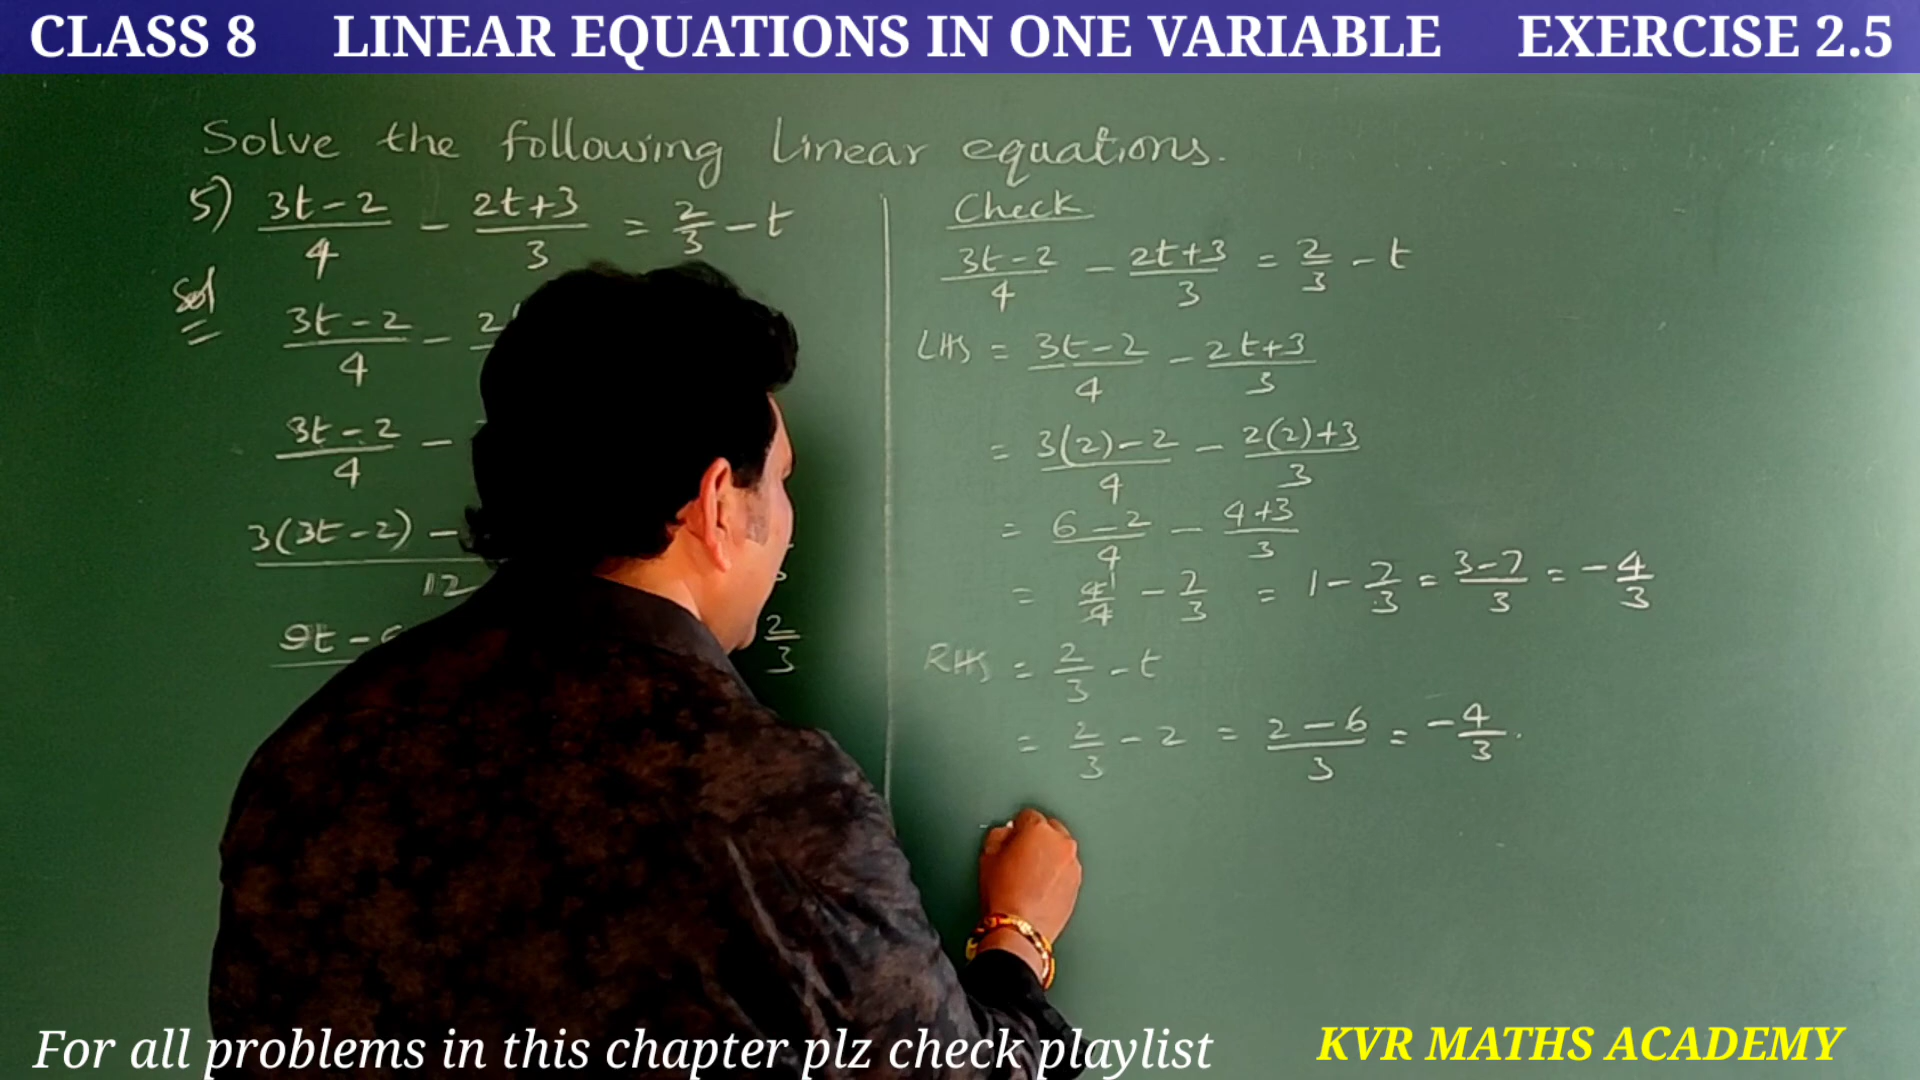 CLASS 8 LINEAR EQUATIONS IN ONE VARIABLE EXERCISE 2.5
Solve the following linear equations.
5) (3t-2)/4 - (2t+3)/3 = 2/3 - t
Sol
(3t-2)/4 - 2
(3t-2)/4 -
3(3t-2) -
12
9t-6
2/3
Check
(3t-2)/4 - (2t+3)/3 = 2/3 - t
LHS = (3t-2)/4 - (2t+3)/3
= (3(2)-2)/4 - (2(2)+3)/3
= (6-2)/4 - (4+3)/3
= 4/4 - 7/3 = 1 - 7/3 = (3-7)/3 = -4/3
RHS = 2/3 - t
= 2/3 - 2 = (2-6)/3 = -4/3.
For all problems in this chapter plz check playlist
KVR MATHS ACADEMY